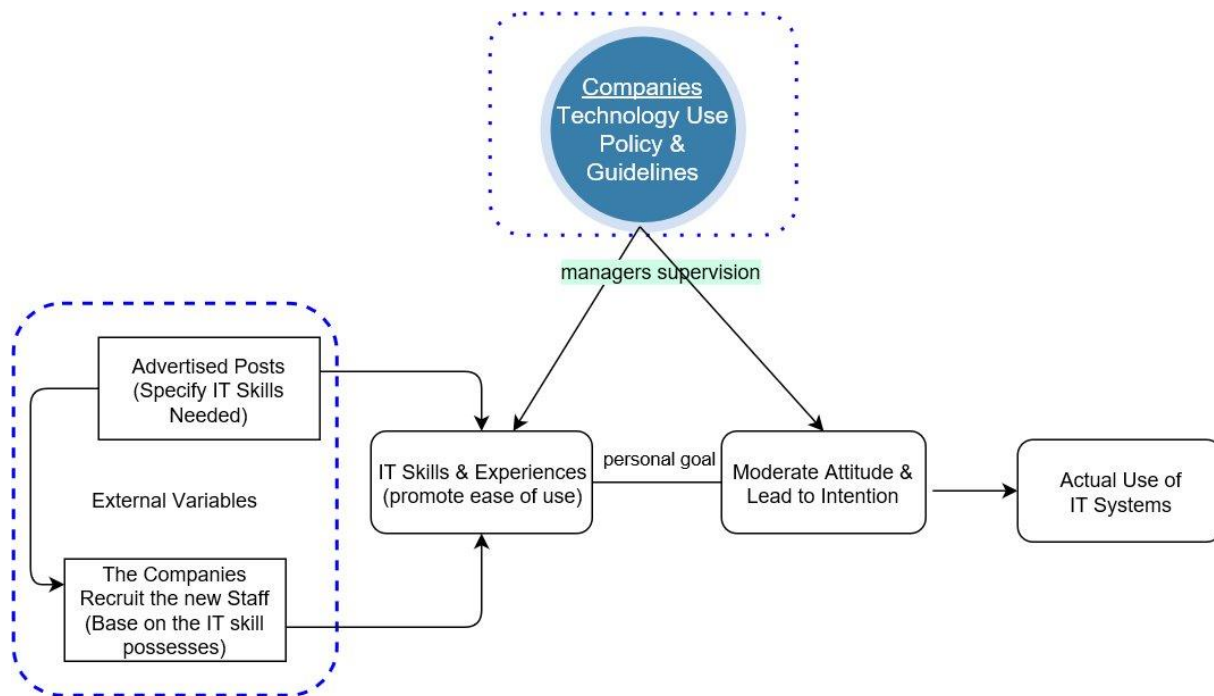 Companies
Technology Use
Policy &
Guidelines
managers supervision
Advertised Posts
(Specify IT Skills
Needed)
External Variables
The Companies
Recruit the new Staff
(Base on the IT skill
possesses)
IT Skills & Experiences
(promote ease of use)
personal goal
Moderate Attitude &
Lead to Intention
Actual Use of
IT Systems